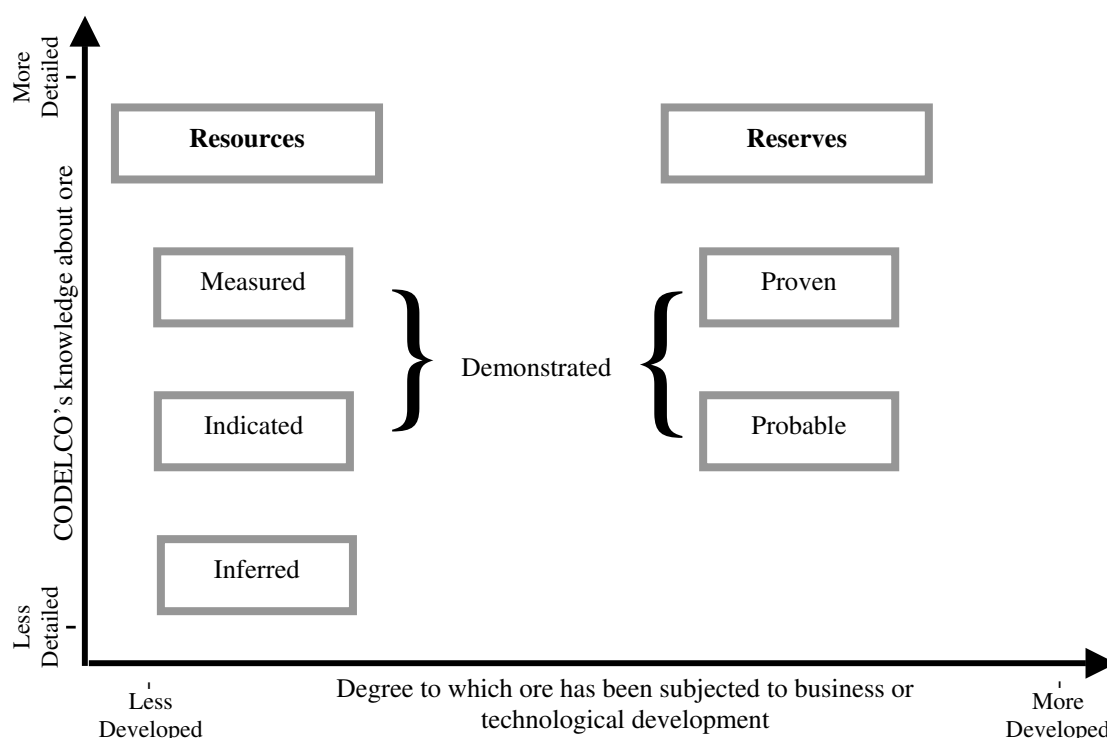 More
Detailed
CODELCO's knowledge about ore
Less
Detailed
Resources
Reserves
Measured
Proven
Demonstrated
Indicated
Probable
Inferred
Less
Developed
Degree to which ore has been subjected to business or
technological development
More
Developed